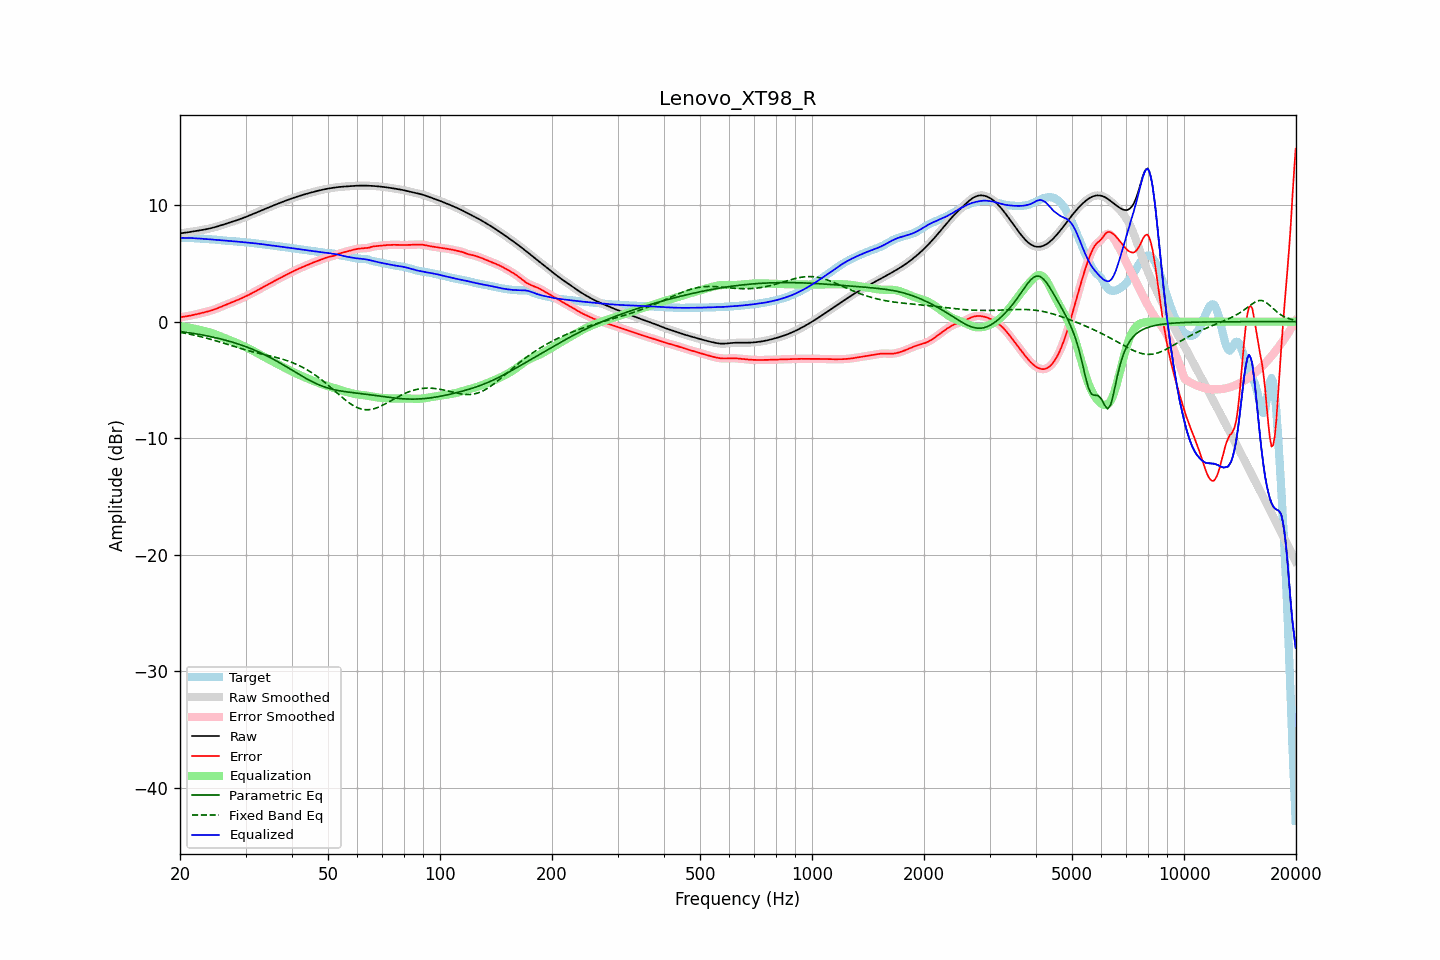 Lenovo_XT98_R
10
0
−10
−20
−30
−40
Amplitude (dBr)
Target
Raw Smoothed
Error Smoothed
Raw
Error
Equalization
Parametric Eq
Fixed Band Eq
Equalized
20 50 100 200 500 1000 2000 5000 10000 20000
Frequency (Hz)